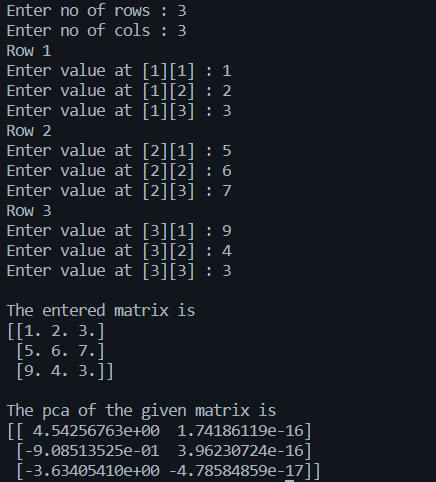 Enter no of rows : 3
Enter no of cols : 3
Row 1
Enter value at [1][1] : 1
Enter value at [1][2] : 2
Enter value at [1][3] : 3
Row 2
Enter value at [2][1] : 5
Enter value at [2][2] : 6
Enter value at [2][3] : 7
Row 3
Enter value at [3][1] : 9
Enter value at [3][2] : 4
Enter value at [3][3] : 3

The entered matrix is
[[1. 2. 3.]
 [5. 6. 7.]
 [9. 4. 3.]]

The pca of the given matrix is
[[ 4.54256763e+00  1.74186119e-16]
 [-9.08513525e-01  3.96230724e-16]
 [-3.63405410e+00 -4.78584859e-17]]